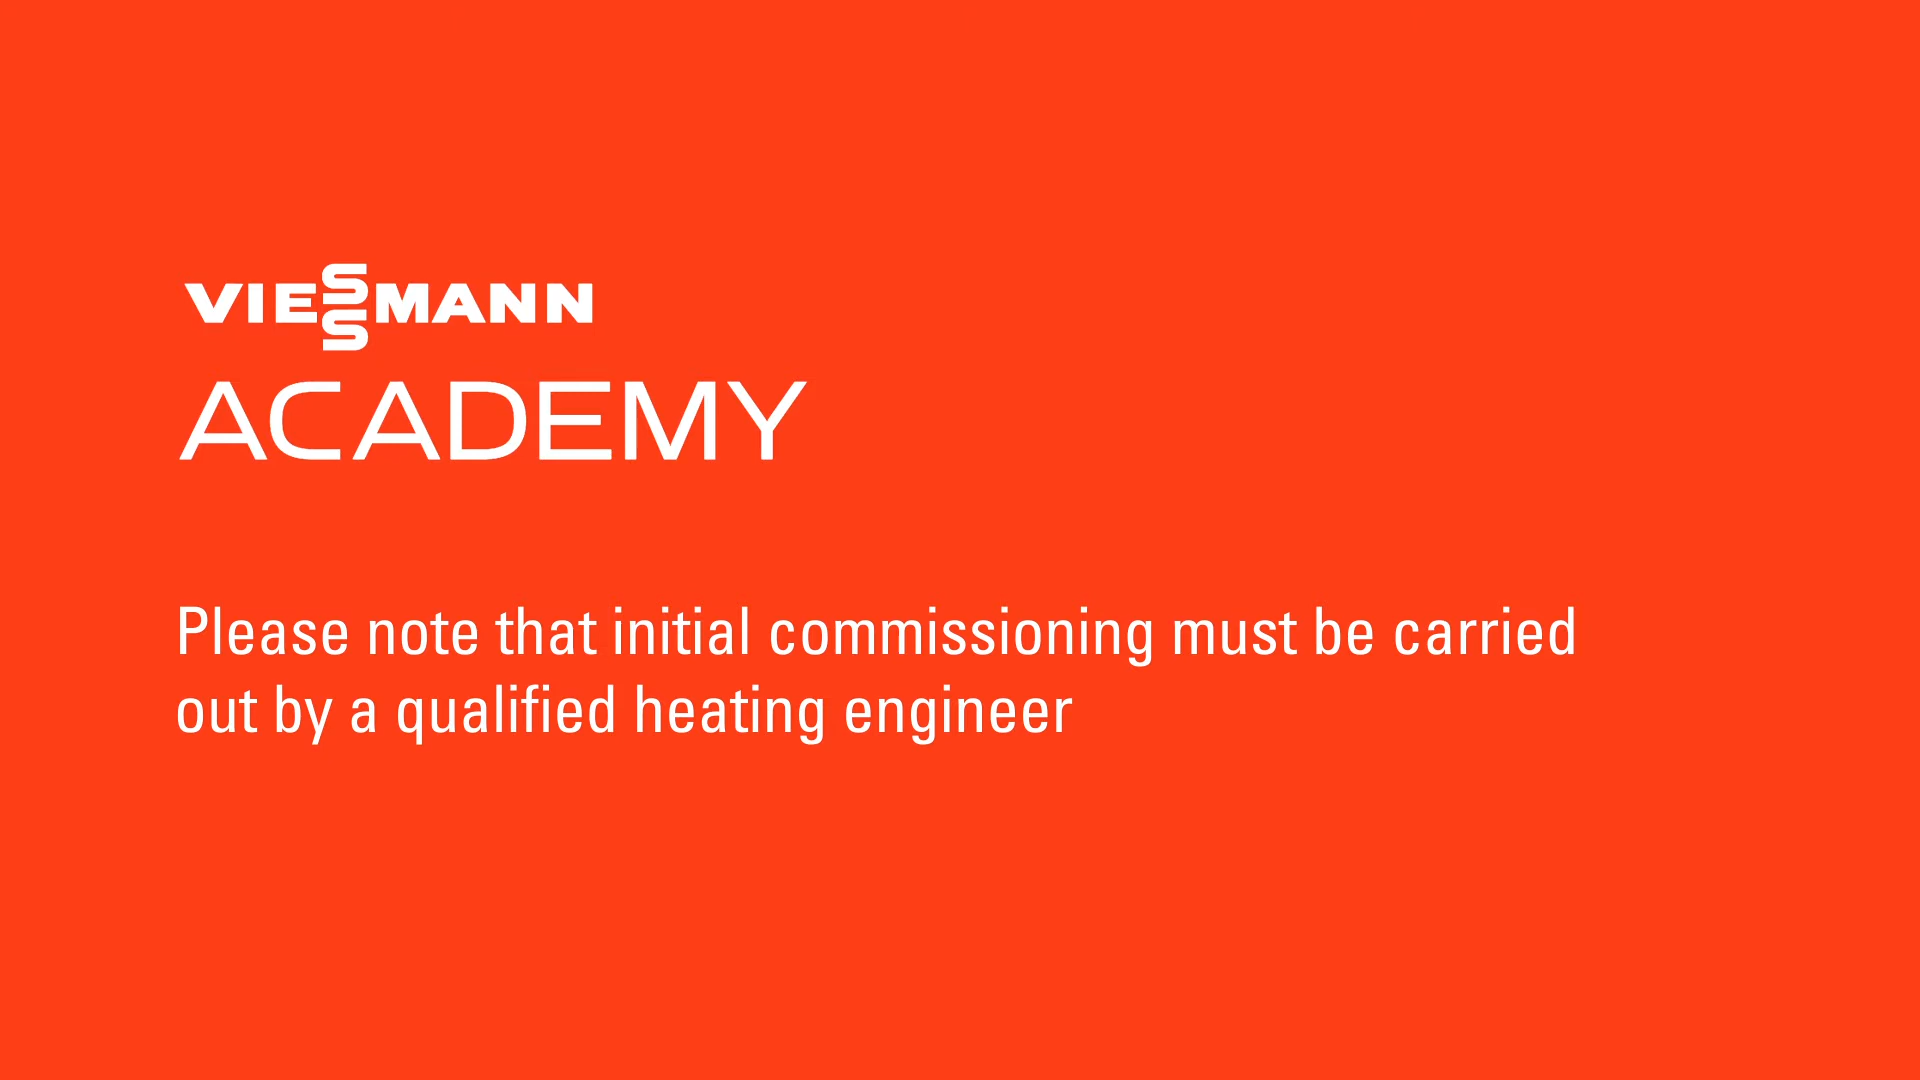 VIESSMANN
ACADEMY
Please note that initial commissioning must be carried
out by a qualified heating engineer